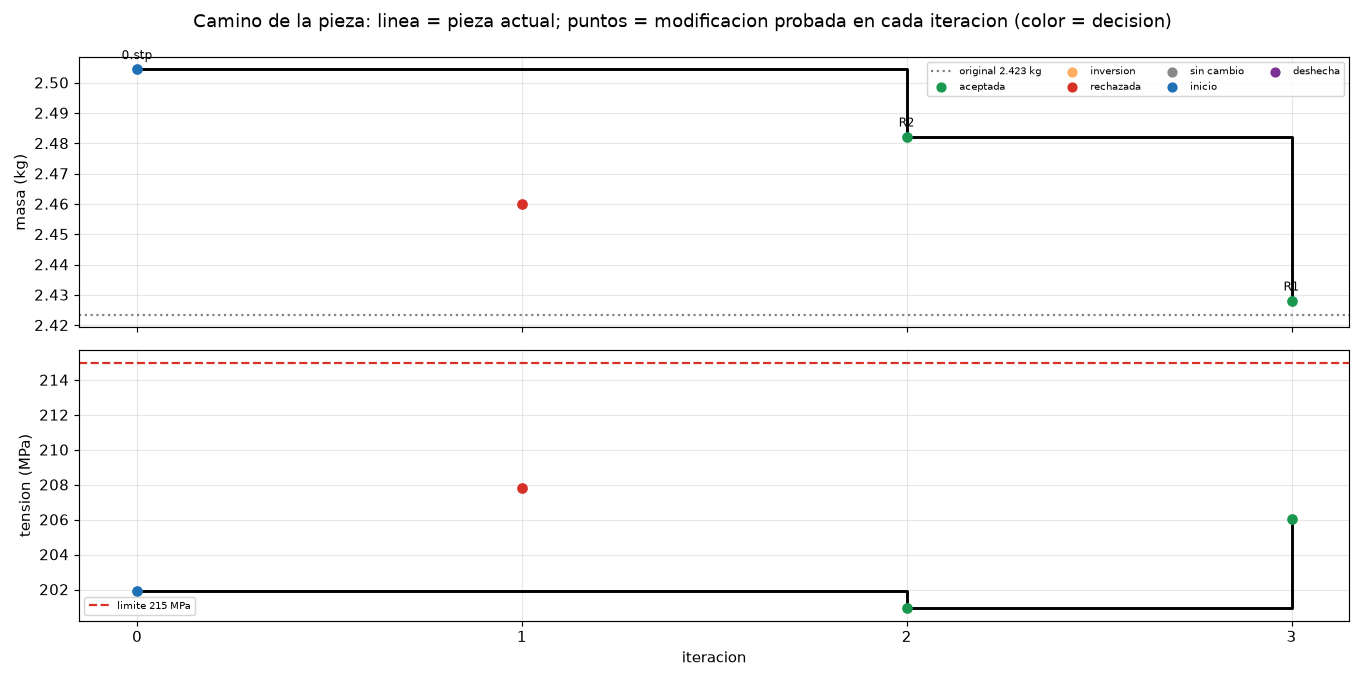 Camino de la pieza: linea = pieza actual; puntos = modificacion probada en cada iteracion (color = decision)
0.stp
original 2.423 kg
aceptada
inversion
rechazada
sin cambio
inicio
deshecha
R2
R1
masa (kg)
2.50
2.49
2.48
2.47
2.46
2.45
2.44
2.43
2.42
tension (MPa)
214
212
210
208
206
204
202
limite 215 MPa
0
1
2
3
iteracion